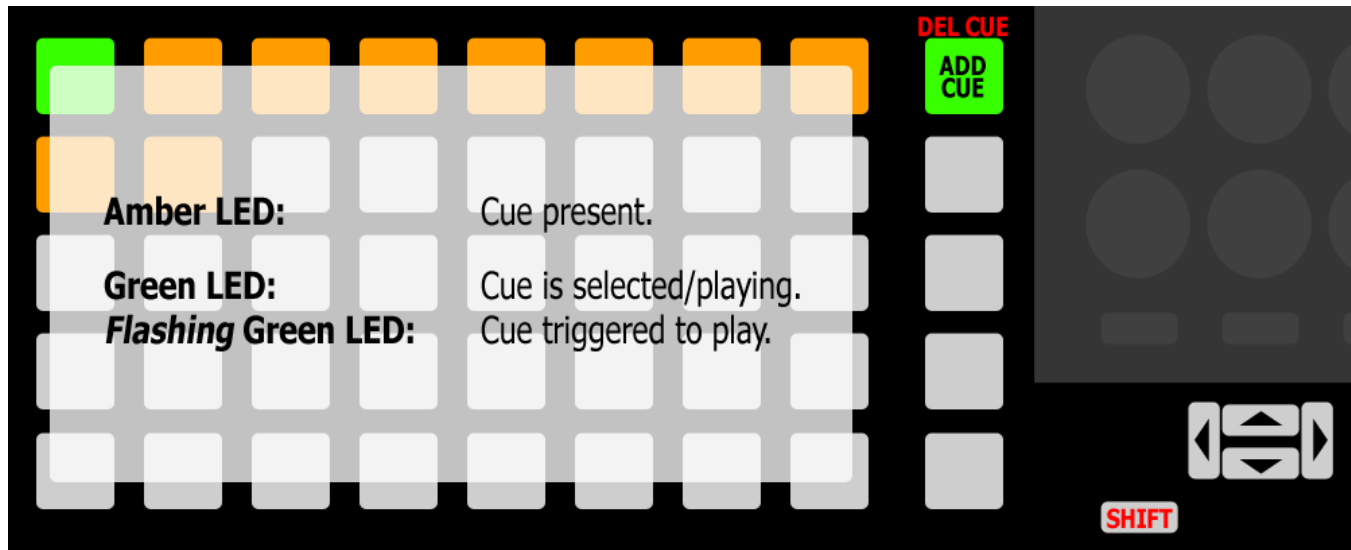 DEL CUE
ADD
CUE
Amber LED: Cue present.
Green LED: Cue is selected/playing.
Flashing Green LED: Cue triggered to play.
SHIFT